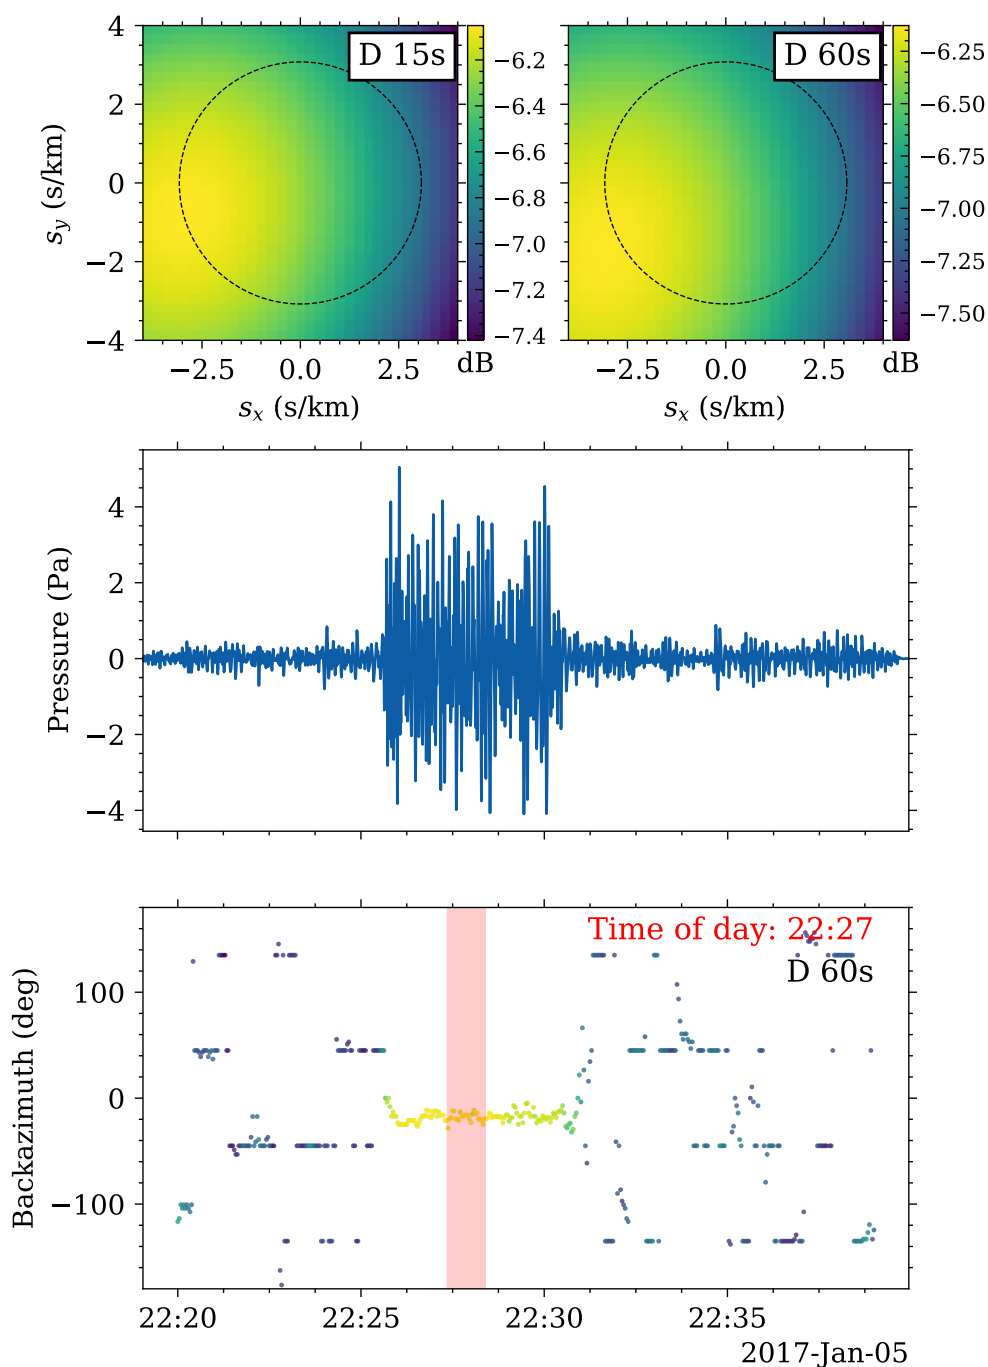 4
2
0
−2
−4
s_y (s/km)
D 15s
−6.2
−6.4
−6.6
−6.8
−7.0
−7.2
−7.4
dB
−2.5 0.0 2.5
s_x (s/km)
D 60s
−6.25
−6.50
−6.75
−7.00
−7.25
−7.50
−2.5 0.0 2.5
s_x (s/km)
4
2
0
−2
−4
Pressure (Pa)
Time of day: 22:27
D 60s
100
0
−100
Backazimuth (deg)
22:20 22:25 22:30 22:35
2017-Jan-05